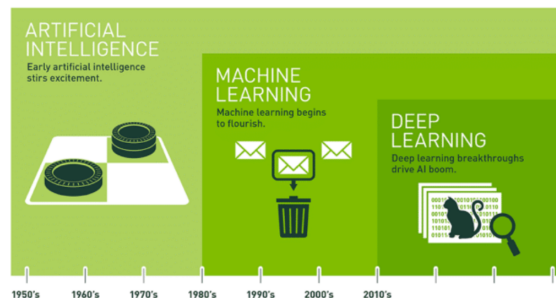 ARTIFICIAL
INTELLIGENCE
Early artificial intelligence
stirs excitement.
MACHINE
LEARNING
Machine learning begins
to flourish.
DEEP
LEARNING
Deep learning breakthroughs
drive AI boom.
1950's 1960's 1970's 1980's 1990's 2000's 2010's